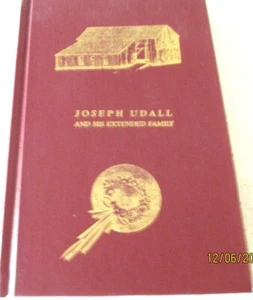 JOSEPH UDALL
AND HIS EXTENDED FAMILY
12/06/20